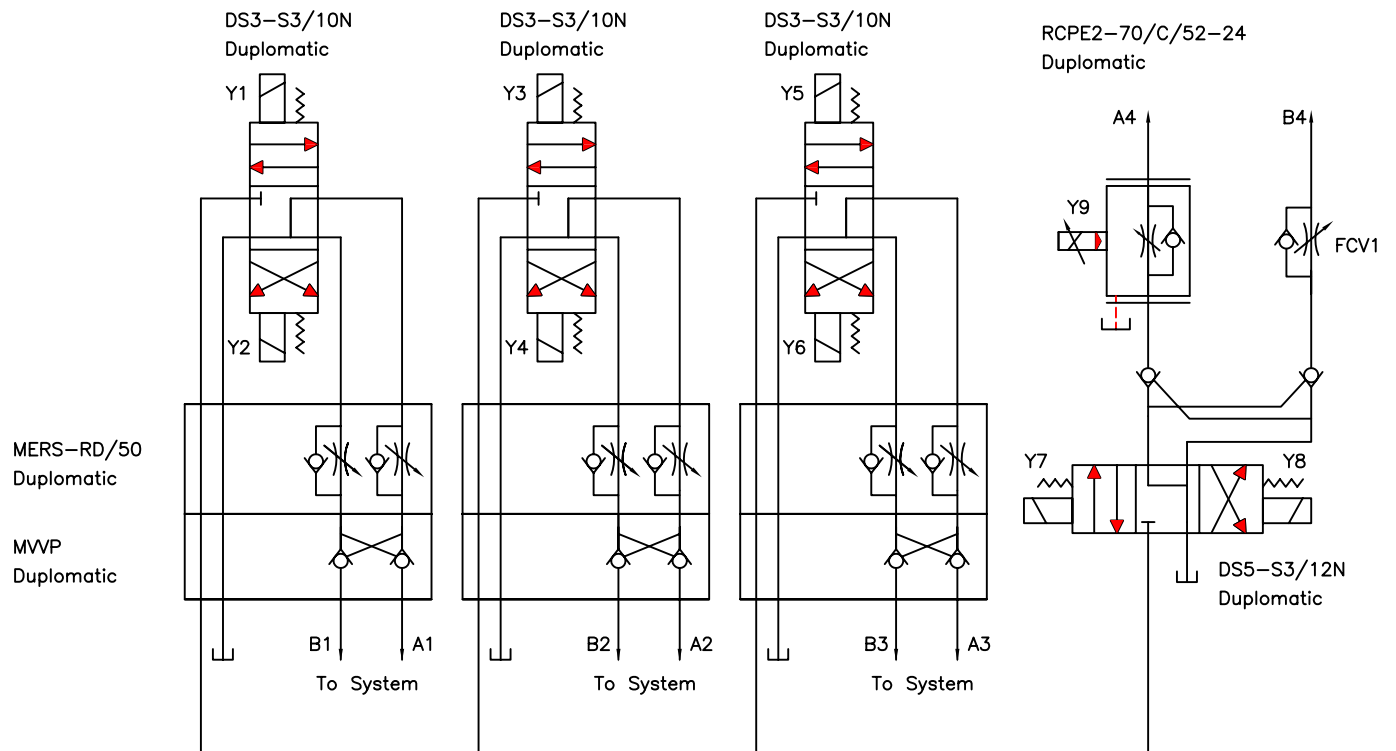 DS3-S3/10N
Duplomatic
DS3-S3/10N
Duplomatic
DS3-S3/10N
Duplomatic
RCPE2-70/C/52-24
Duplomatic
Y1
Y3
Y5
A4
B4
Y9
FCV1
Y2
Y4
Y6
MERS-RD/50
Duplomatic
Y7
Y8
MVVP
Duplomatic
DS5-S3/12N
Duplomatic
B1
A1
B2
A2
B3
A3
To System
To System
To System